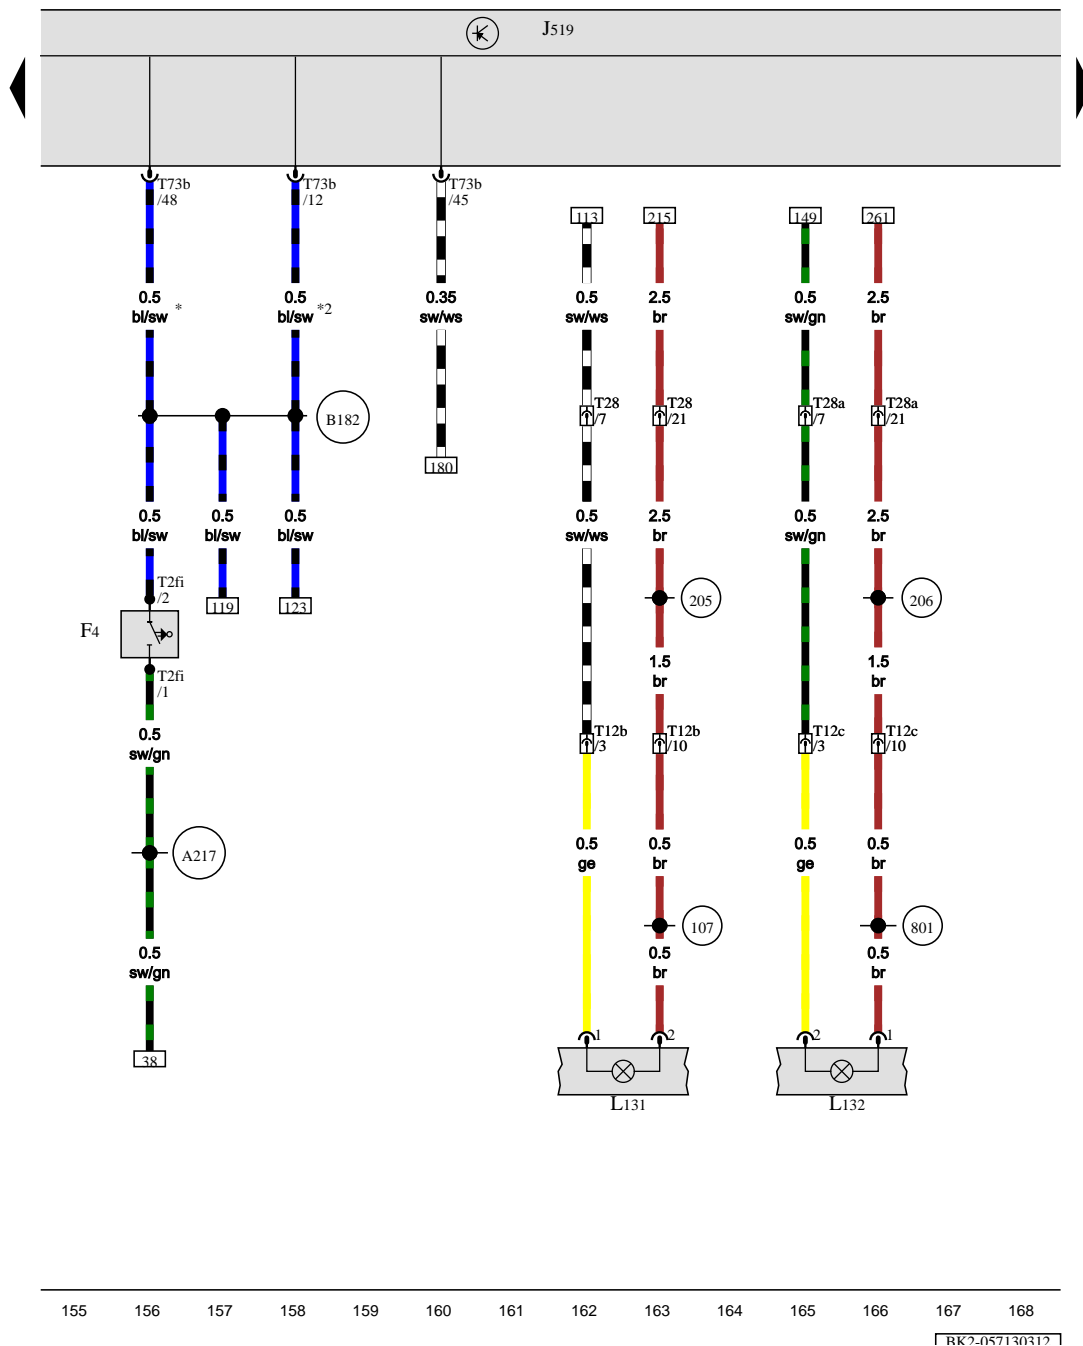 J519
T73b
/48
T73b
/12
T73b
/45
113
215
149
261
0.5
bl/sw
*
0.5
bl/sw
*2
0.35
sw/ws
0.5
sw/ws
2.5
br
0.5
sw/gn
2.5
br
B182
T28
/7
T28
/21
T28a
/7
T28a
/21
180
0.5
bl/sw
0.5
bl/sw
0.5
bl/sw
0.5
sw/ws
2.5
br
0.5
sw/gn
2.5
br
T2fi
/2
119
123
205
206
F4
T2fi
/1
1.5
br
1.5
br
0.5
sw/gn
T12b
/3
T12b
/10
T12c
/3
T12c
/10
A217
0.5
ge
0.5
br
0.5
ge
0.5
br
107
801
0.5
sw/gn
0.5
br
0.5
br
38
1
2
2
1
L131
L132
155 156 157 158 159 160 161 162 163 164 165 166 167 168
BK2-057130312